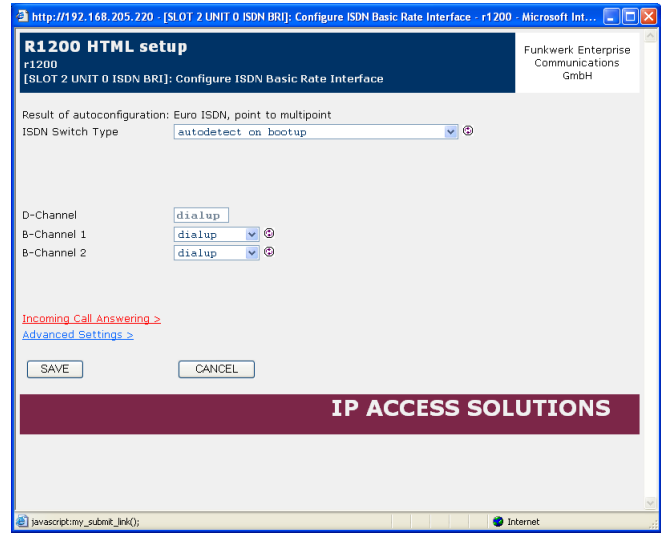 http://192.168.205.220 - [SLOT 2 UNIT 0 ISDN BRI]: Configure ISDN Basic Rate Interface - r1200 - Microsoft Int...
R1200 HTML setup
r1200
[SLOT 2 UNIT 0 ISDN BRI]: Configure ISDN Basic Rate Interface
Funkwerk Enterprise
Communications
GmbH
Result of autoconfiguration: Euro ISDN, point to multipoint
ISDN Switch Type autodetect on bootup
D-Channel dialup
B-Channel 1 dialup
B-Channel 2 dialup
Incoming Call Answering >
Advanced Settings >
SAVE CANCEL
IP ACCESS SOLUTIONS
javascript:my_submit_link(); Internet